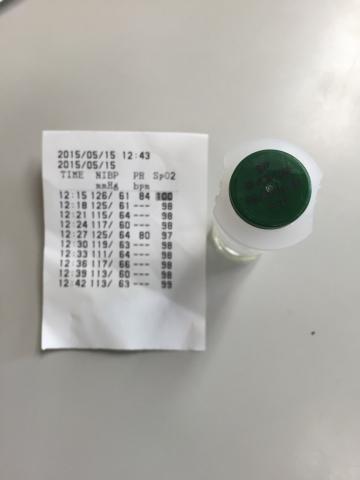 2015/05/15 12:43
2015/05/15
TIME NIBP PR SpO2
mmHg bpm
12:15 126/ 61 84 100
12:18 125/ 61 --- 98
12:21 115/ 64 --- 98
12:24 117/ 60 --- 98
12:27 125/ 64 80 97
12:30 119/ 63 --- 98
12:33 111/ 64 --- 98
12:36 117/ 66 --- 98
12:39 113/ 60 --- 98
12:42 113/ 63 --- 99